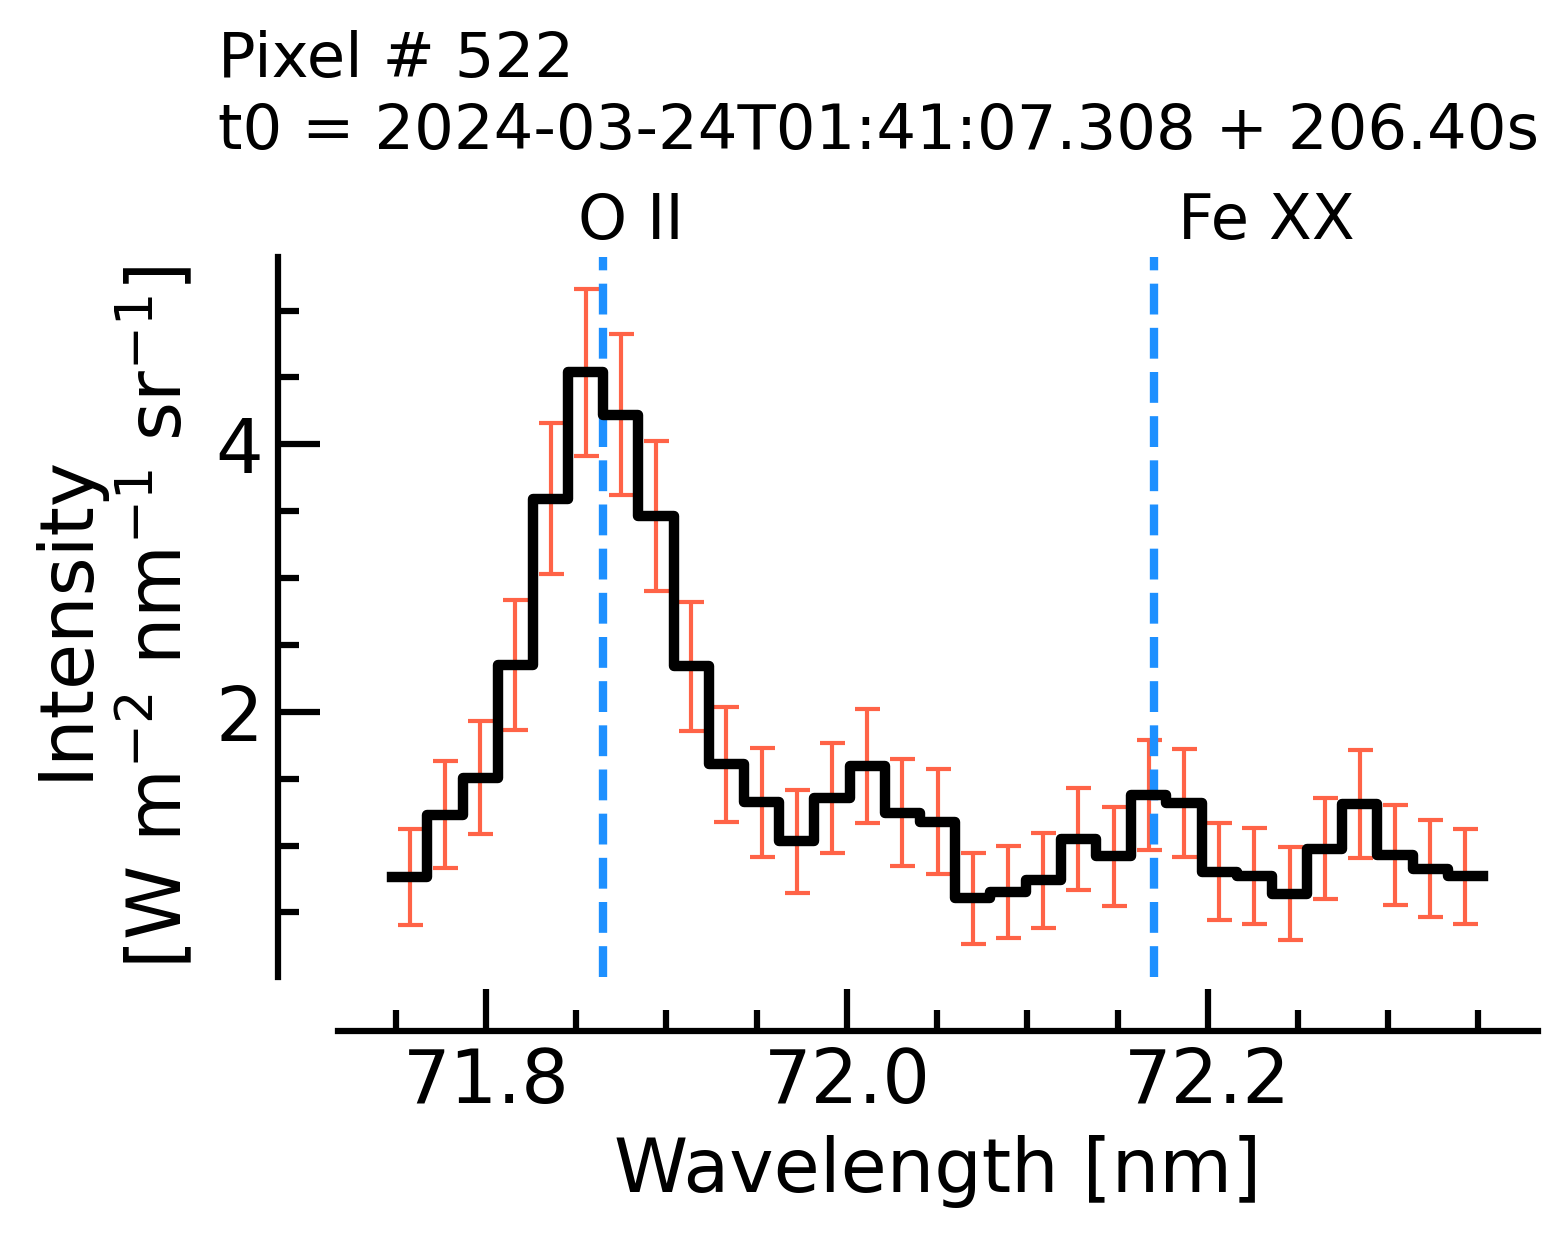 Pixel # 522
t0 = 2024-03-24T01:41:07.308 + 206.40s
O II
Fe XX
Intensity
[W m⁻² nm⁻¹ sr⁻¹]
4
2
71.8
72.0
72.2
Wavelength [nm]